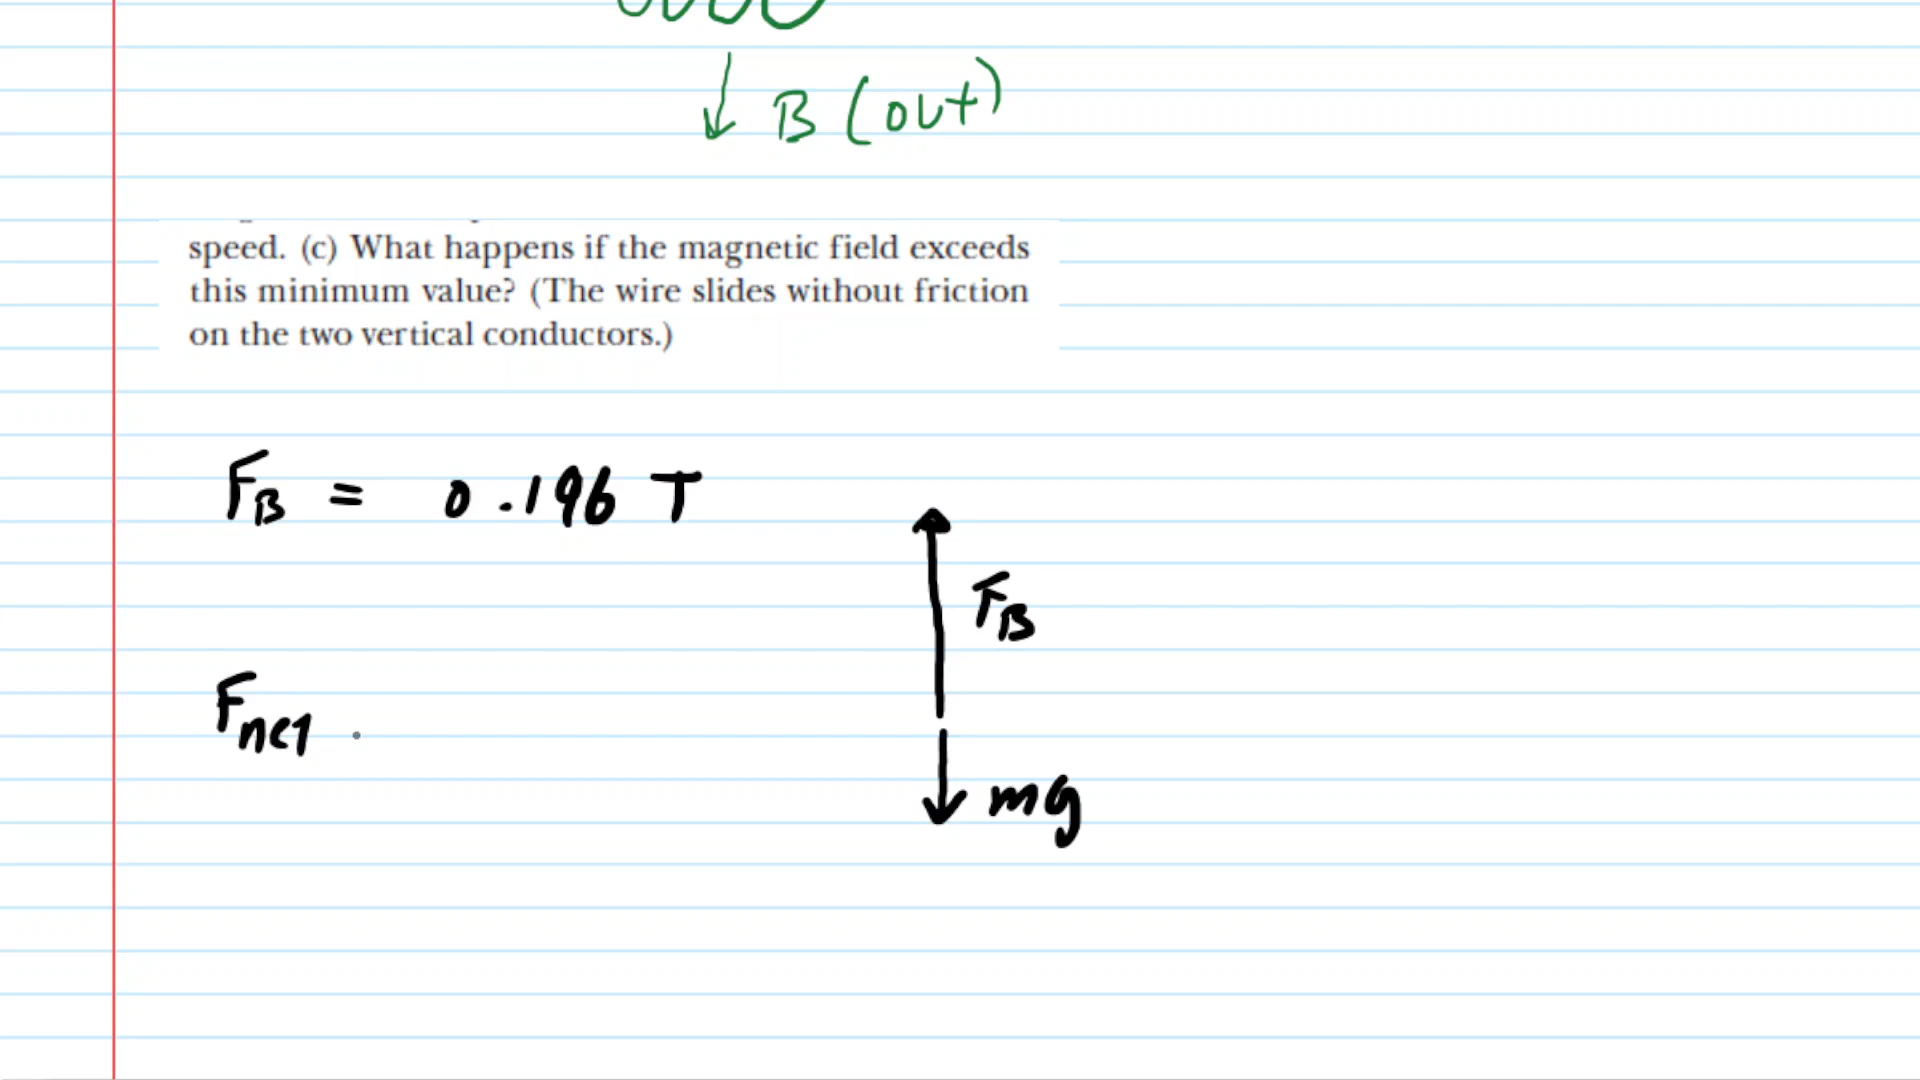 B (out)
speed. (c) What happens if the magnetic field exceeds
this minimum value? (The wire slides without friction
on the two vertical conductors.)
F_B = 0.196 T
F_B
F_net
mg